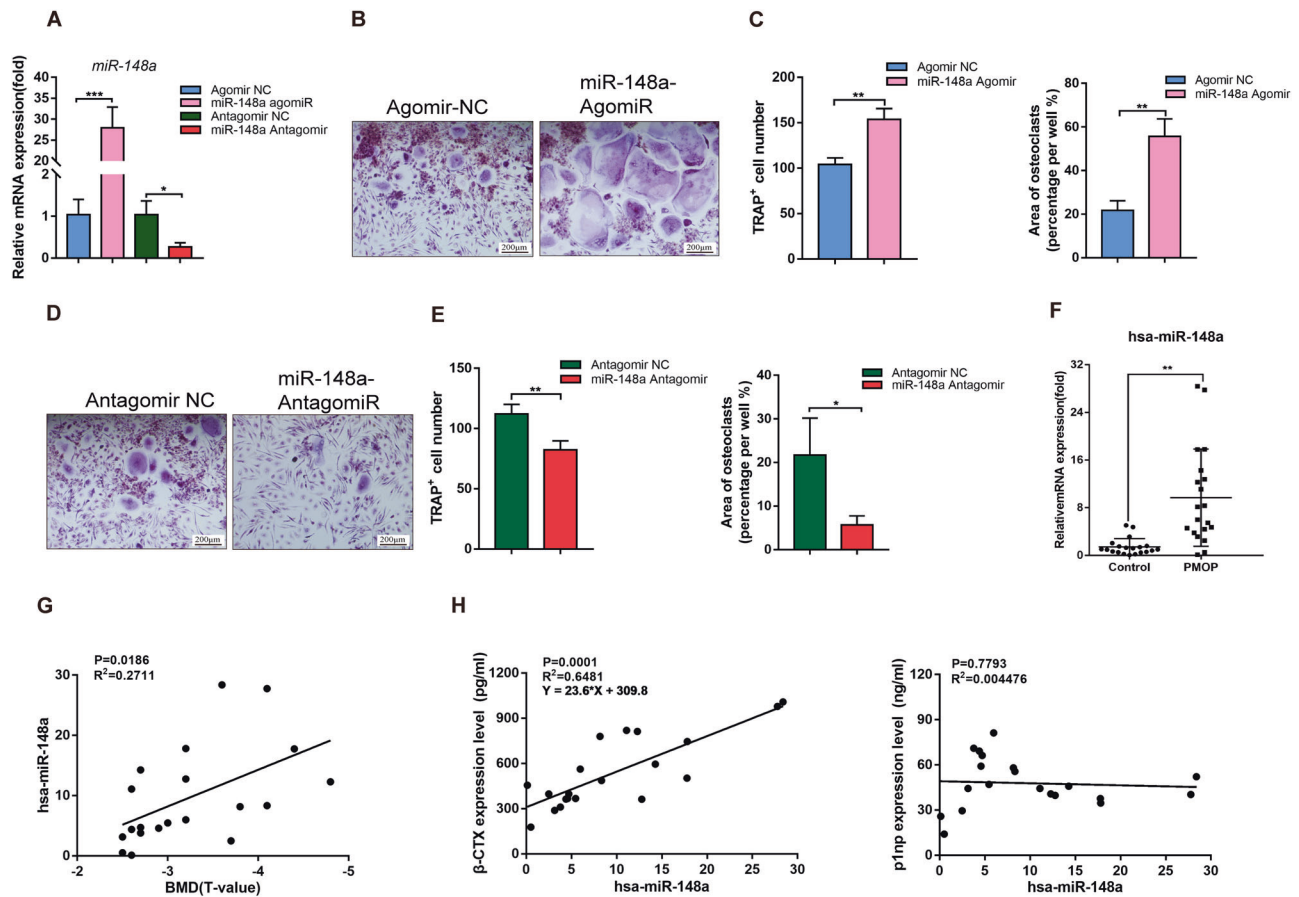 A
miR-148a
Relative mRNA expression(fold)
40
35
30
25
20
1
0
***
*
Agomir NC
miR-148a agomiR
Antagomir NC
miR-148a Antagomir
B
Agomir-NC
miR-148a-
AgomiR
200μm
200μm
C
TRAP+ cell number
200
150
100
50
0
**
Agomir NC
miR-148a Agomir
Area of osteoclasts
(percentage per well %)
80
60
40
20
0
**
Agomir NC
miR-148a Agomir
D
Antagomir NC
miR-148a-
AntagomiR
200μm
200μm
E
TRAP+ cell number
150
100
50
0
**
Antagomir NC
miR-148a Antagomir
Area of osteoclasts
(percentage per well %)
40
30
20
10
0
*
Antagomir NC
miR-148a Antagomir
F
hsa-miR-148a
RelativemRNA expression(fold)
32
24
16
8
0
**
Control PMOP
G
P=0.0186
R2=0.2711
hsa-miR-148a
30
20
10
0
-2 -3 -4 -5
BMD(T-value)
H
P=0.0001
R2=0.6481
Y = 23.6*X + 309.8
β-CTX expression level (pg/ml)
1200
900
600
300
0
0 5 10 15 20 25 30
hsa-miR-148a
P=0.7793
R2=0.004476
p1np expression level (ng/ml)
120
90
60
30
0
0 5 10 15 20 25 30
hsa-miR-148a